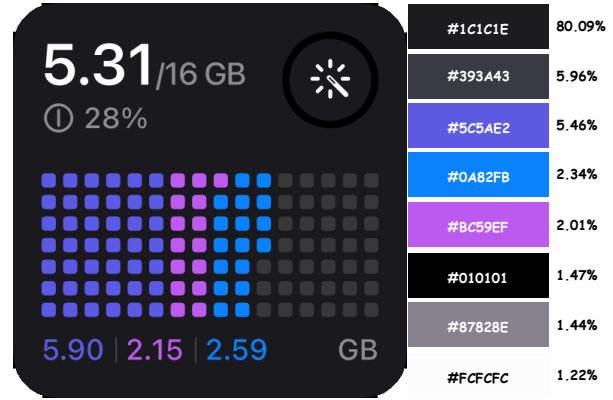 5.31/16 GB
28%
5.90 | 2.15 | 2.59 GB
#1C1C1E 80.09%
#393A43 5.96%
#5C5AE2 5.46%
#0A82FB 2.34%
#BC59EF 2.01%
#010101 1.47%
#87828E 1.44%
#FCFCFC 1.22%